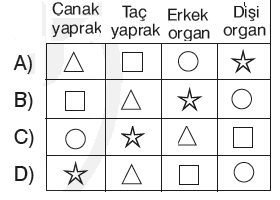 Çanak yaprak Taç yaprak Erkek organ Dişi organ
A)
B)
C)
D)